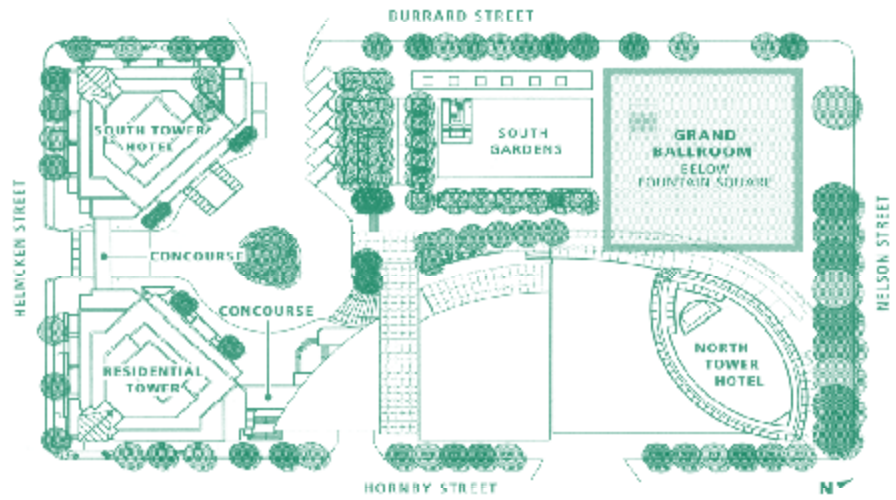 BURRARD STREET
SOUTH TOWER
HOTEL
SOUTH
GARDENS
GRAND
BALLROOM
BELOW
FOUNTAIN SQUARE
HELMCKEN STREET
NELSON STREET
CONCOURSE
CONCOURSE
RESIDENTIAL
TOWER
NORTH
TOWER
HOTEL
HORNBY STREET
N